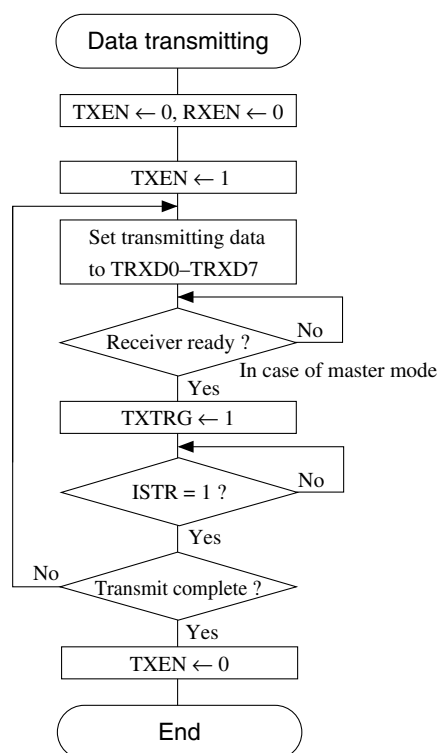 Data transmitting
TXEN ← 0, RXEN ← 0
TXEN ← 1
Set transmitting data
to TRXD0–TRXD7
Receiver ready ?
No
In case of master mode
Yes
TXTRG ← 1
ISTR = 1 ?
No
Yes
No
Transmit complete ?
Yes
TXEN ← 0
End